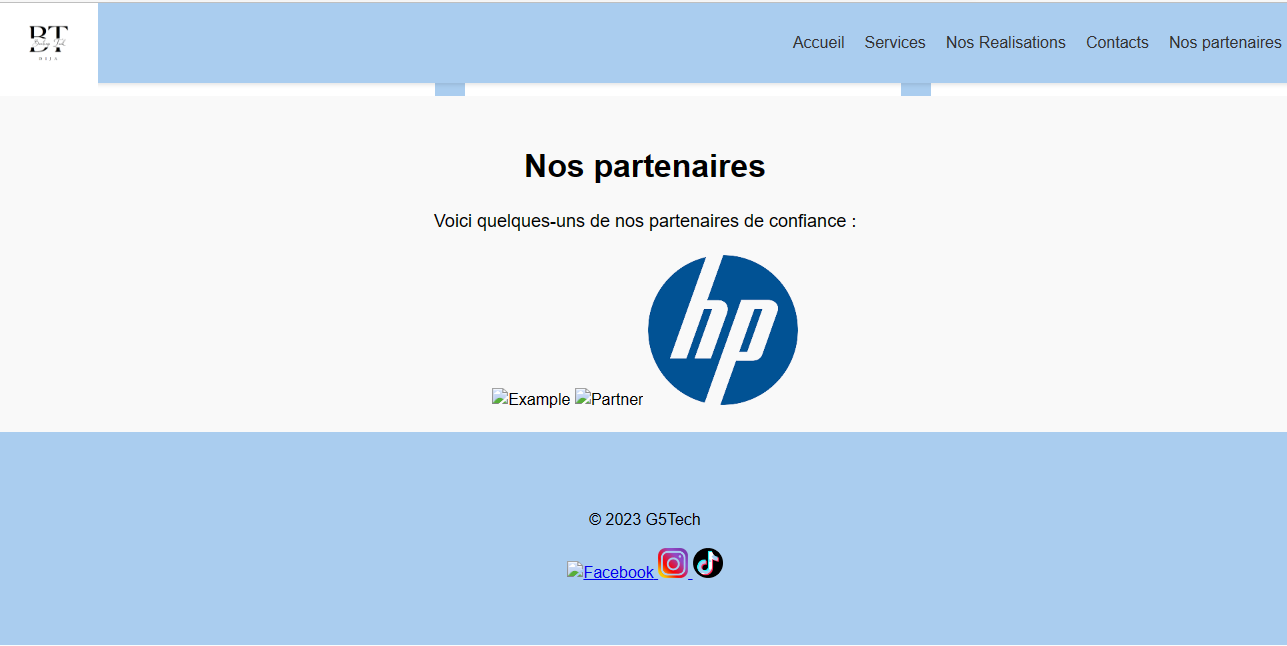 BT
Accueil Services Nos Realisations Contacts Nos partenaires
Nos partenaires
Voici quelques-uns de nos partenaires de confiance :
hp
Example Partner
© 2023 G5Tech
Facebook